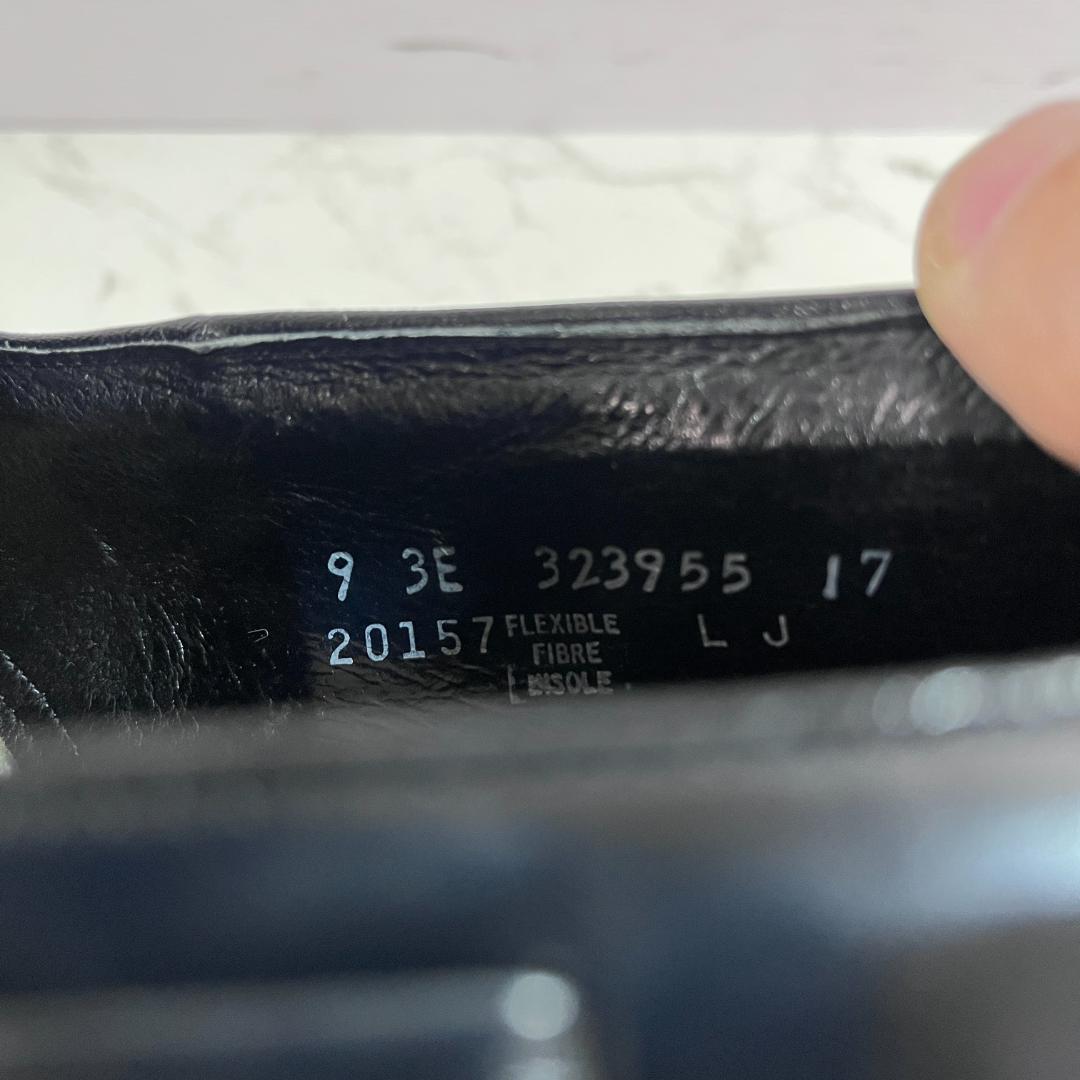 9 3E 323955 17
20157 FLEXIBLE FIBRE INSOLE L J